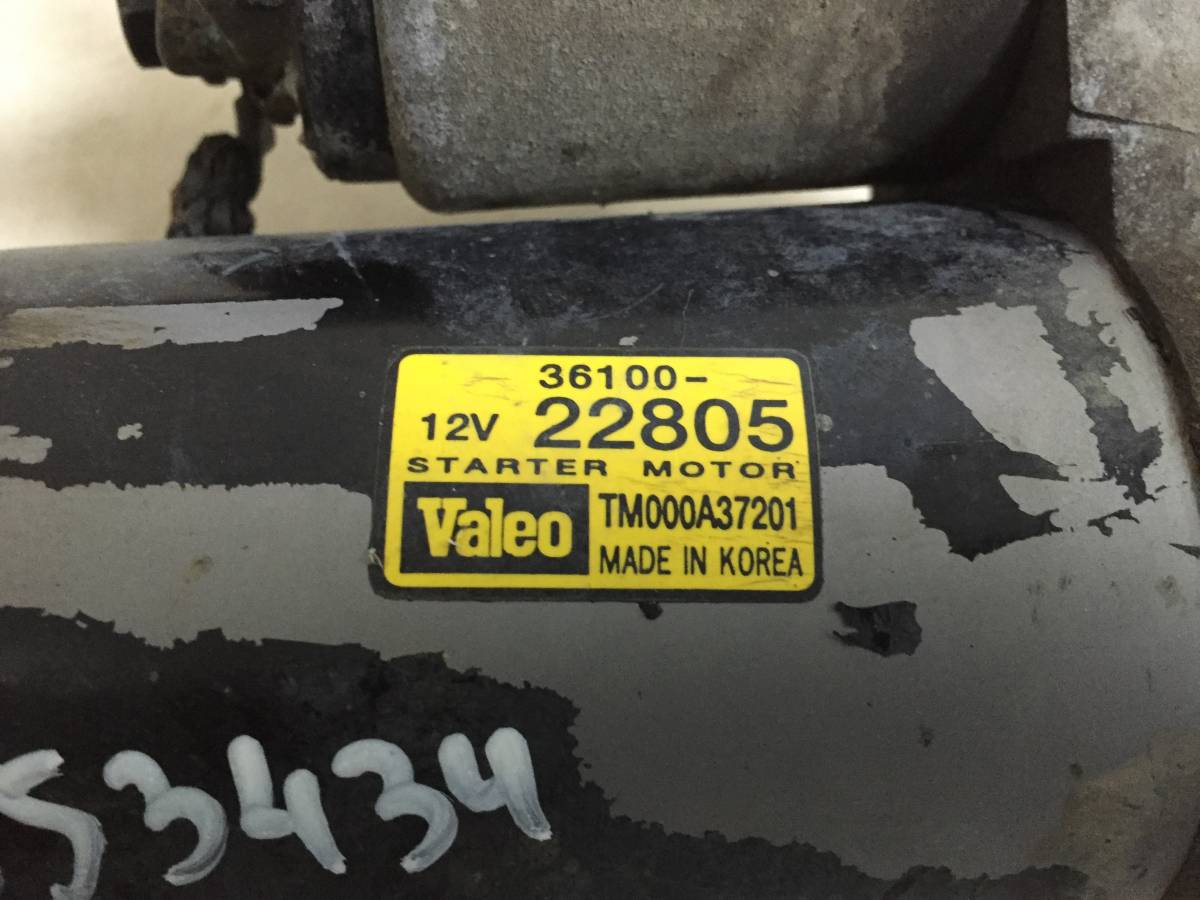 36100-
12V 22805
STARTER MOTOR
Valeo
TM000A37201
MADE IN KOREA
53434